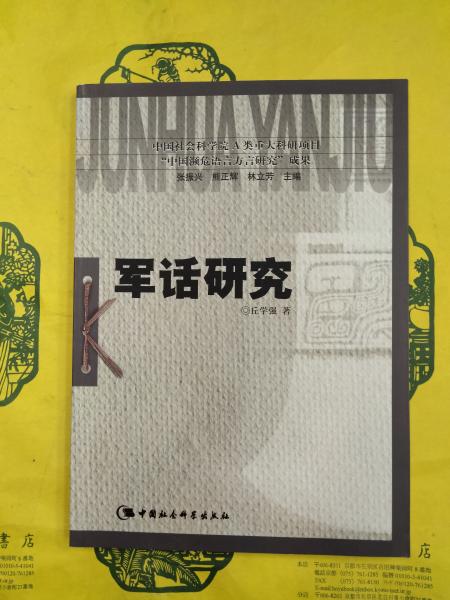 JUNHUA YANJIU
中国社会科学院 A 类重大科研项目
“中国濒危语言方言研究”成果
张振兴 熊正辉 林立芳 主编
军话研究
◎丘学强 著
中国社会科学出版社
書 店
店